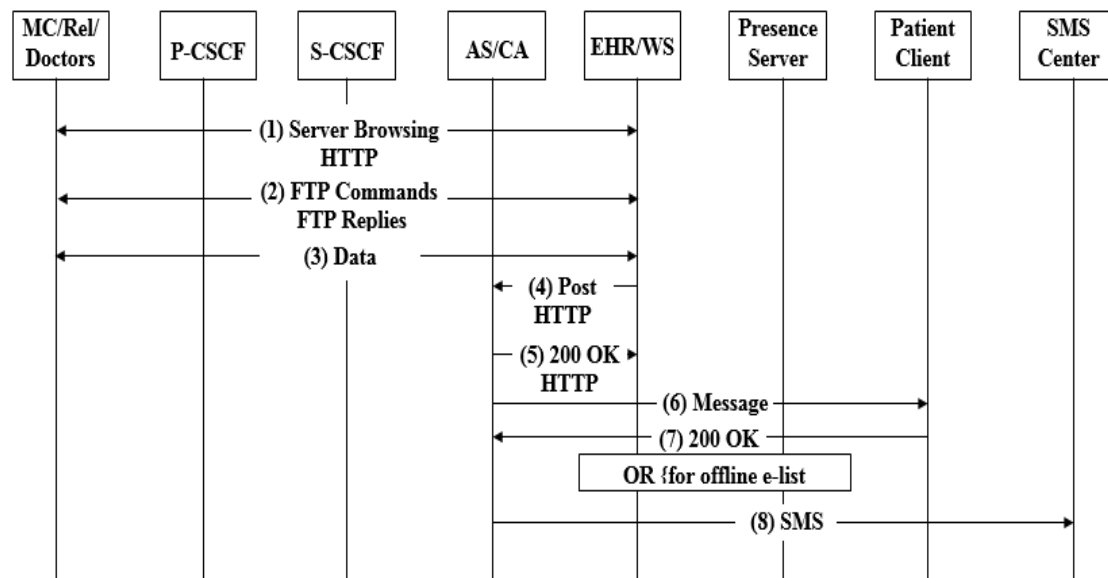 MC/Rel/
Doctors
P-CSCF
S-CSCF
AS/CA
EHR/WS
Presence
Server
Patient
Client
SMS
Center
(1) Server Browsing
HTTP
(2) FTP Commands
FTP Replies
(3) Data
(4) Post
HTTP
(5) 200 OK
HTTP
(6) Message
(7) 200 OK
OR {for offline e-list
(8) SMS